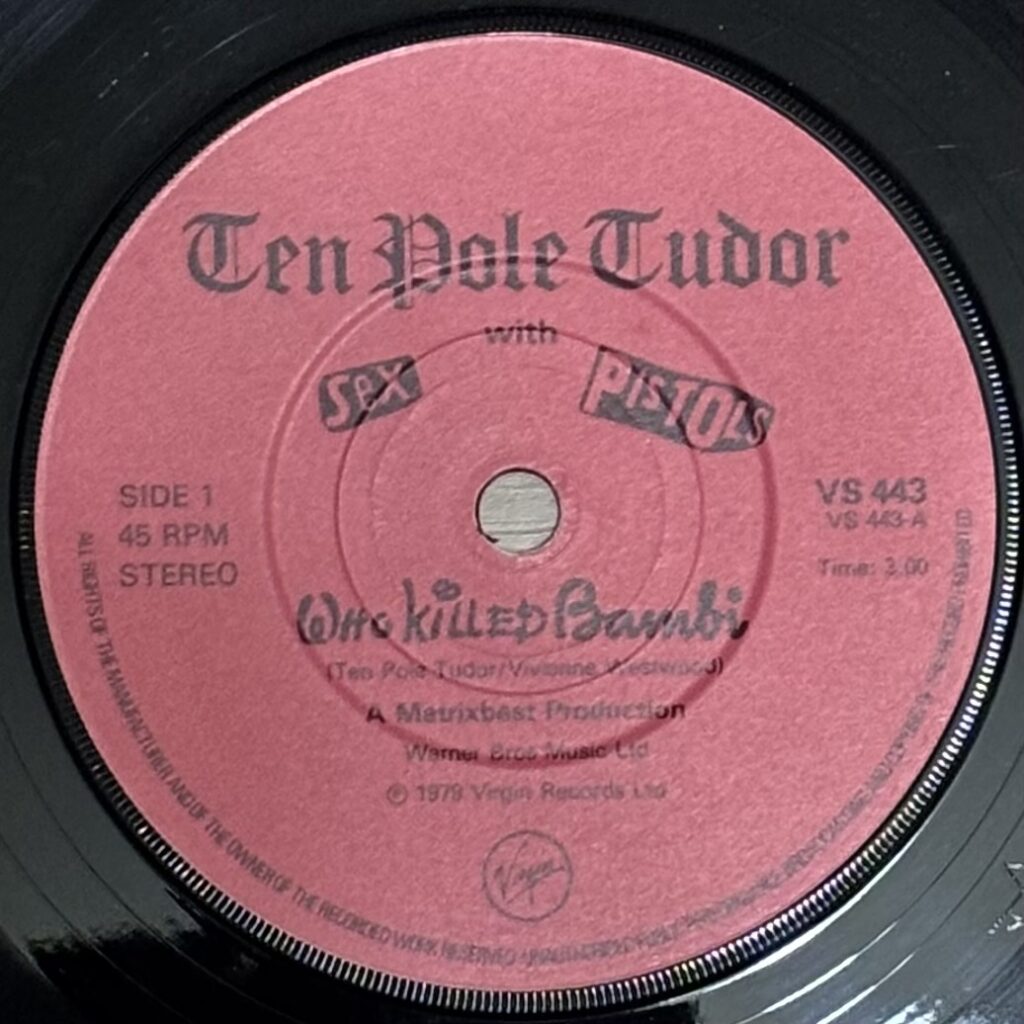 Ten Pole Tudor
with
SEX PISTOLS
SIDE 1
45 RPM
STEREO
VS 443
VS 443-A
Time: 3.00
WHO KILLED Bambi
(Ten Pole Tudor/Vivienne Westwood)
A Matrixbest Production
Warner Bros Music Ltd
℗ 1979 Virgin Records Ltd
Virgin
ALL RIGHTS OF THE MANUFACTURER AND OF THE OWNER OF THE RECORDED WORK RESERVED